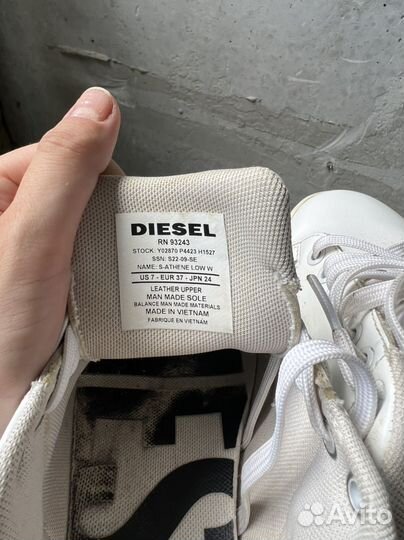 DIESEL
RN 93243
STOCK: Y02870 P4423 H1527
SSN: S22-09-SE
NAME: S-ATHENE LOW W
US 7 - EUR 37 - JPN 24
LEATHER UPPER
MAN MADE SOLE
BALANCE MAN MADE MATERIALS
MADE IN VIETNAM
FABRIQUE EN VIETNAM
Avito